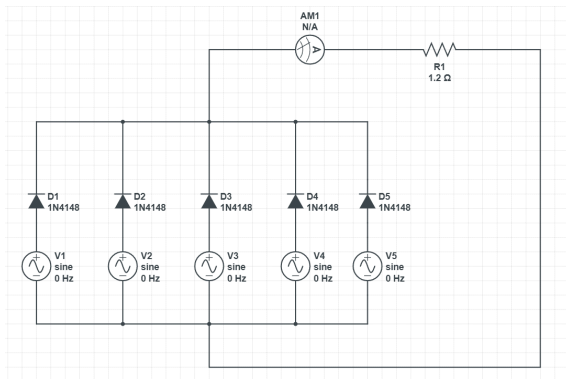 AM1
N/A
A
R1
1.2 Ω
D1
1N4148
D2
1N4148
D3
1N4148
D4
1N4148
D5
1N4148
V1
sine
0 Hz
V2
sine
0 Hz
V3
sine
0 Hz
V4
sine
0 Hz
V5
sine
0 Hz